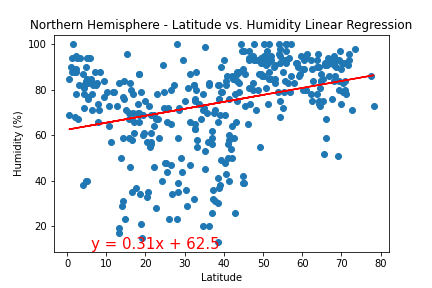 Northern Hemisphere - Latitude vs. Humidity Linear Regression
100
80
60
40
20
Humidity (%)
y = 0.31x + 62.5
0 10 20 30 40 50 60 70 80
Latitude